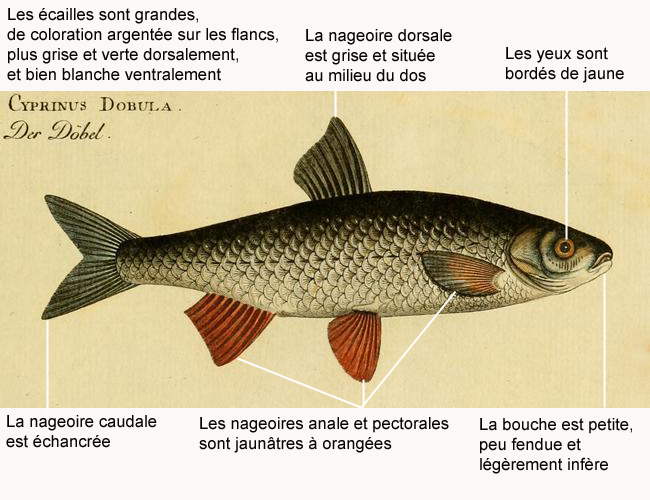 Les écailles sont grandes,
de coloration argentée sur les flancs,
plus grise et verte dorsalement,
et bien blanche ventralement
La nageoire dorsale
est grise et située
au milieu du dos
Les yeux sont
bordés de jaune
CYPRINUS DOBULA.
Der Döbel.
La nageoire caudale
est échancrée
Les nageoires anale et pectorales
sont jaunâtres à orangées
La bouche est petite,
peu fendue et
légèrement infère